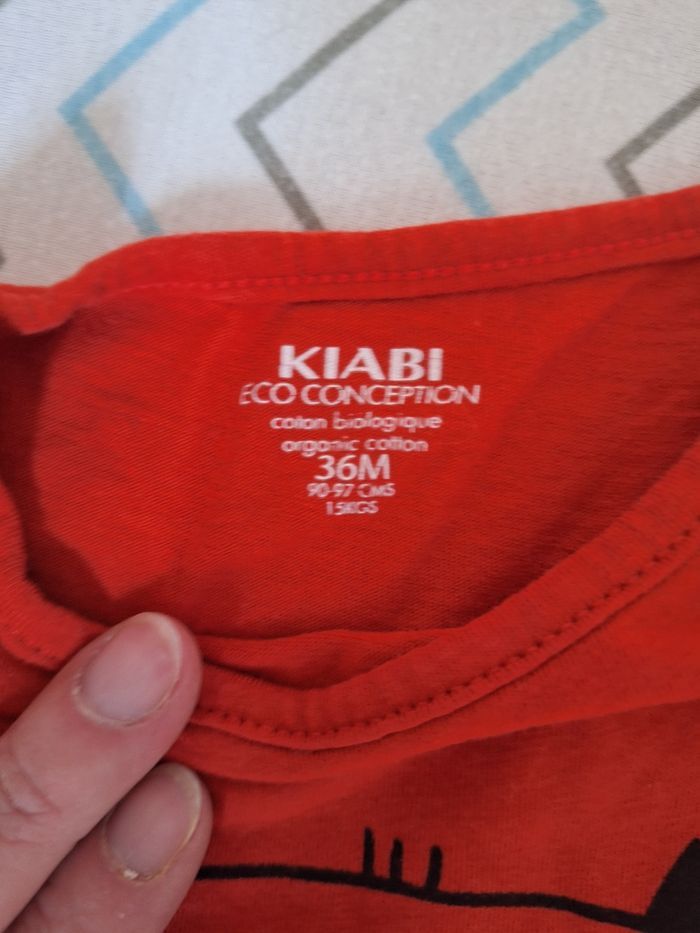 KIABI
ECO CONCEPTION
coton biologique
organic cotton
36M
90-97 CMS
15KGS